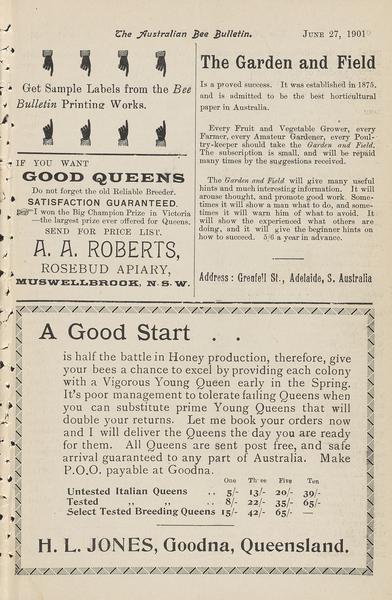 The Australian Bee Bulletin.
JUNE 27, 1901
Get Sample Labels from the Bee
Bulletin Printing Works.
IF YOU WANT
GOOD QUEENS
Do not forget the old Reliable Breeder.
SATISFACTION GUARANTEED.
I won the Big Champion Prize in Victoria
—the largest prize ever offered for Queens.
SEND FOR PRICE LIST.
A. A. ROBERTS,
ROSEBUD APIARY,
MUSWELLBROOK, N.S.W.
The Garden and Field
Is a proved success. It was established in 1875,
and is admitted to be the best horticultural
paper in Australia.
Every Fruit and Vegetable Grower, every
Farmer, every Amateur Gardener, every Poul-
try-keeper should take the Garden and Field.
The subscription is small, and will be repaid
many times by the suggestions received.
The Garden and Field will give many useful
hints and much interesting information. It will
arouse thought, and promote good work. Some-
times it will show a man what to do, and some-
times it will warn him of what to avoid. It
will show the experience what others are
doing, and it will give the beginner hints on
how to succeed. 5/6 a year in advance.
Address: Grenfell St., Adelaide, S. Australia
A Good Start . .
is half the battle in Honey production, therefore, give
your bees a chance to excel by providing each colony
with a Vigorous Young Queen early in the Spring.
It's poor management to tolerate failing Queens when
you can substitute prime Young Queens that will
double your returns. Let me book your orders now
and I will deliver the Queens the day you are ready
for them. All Queens are sent post free, and safe
arrival guaranteed to any part of Australia. Make
P.O.O. payable at Goodna.
One Three Five Ten
Untested Italian Queens .. 5/- 13/- 20/- 39/-
Tested ,, ,, .. 8/- 22/- 35/- 65/-
Select Tested Breeding Queens 15/- 42/- 65/- —
H. L. JONES, Goodna, Queensland.